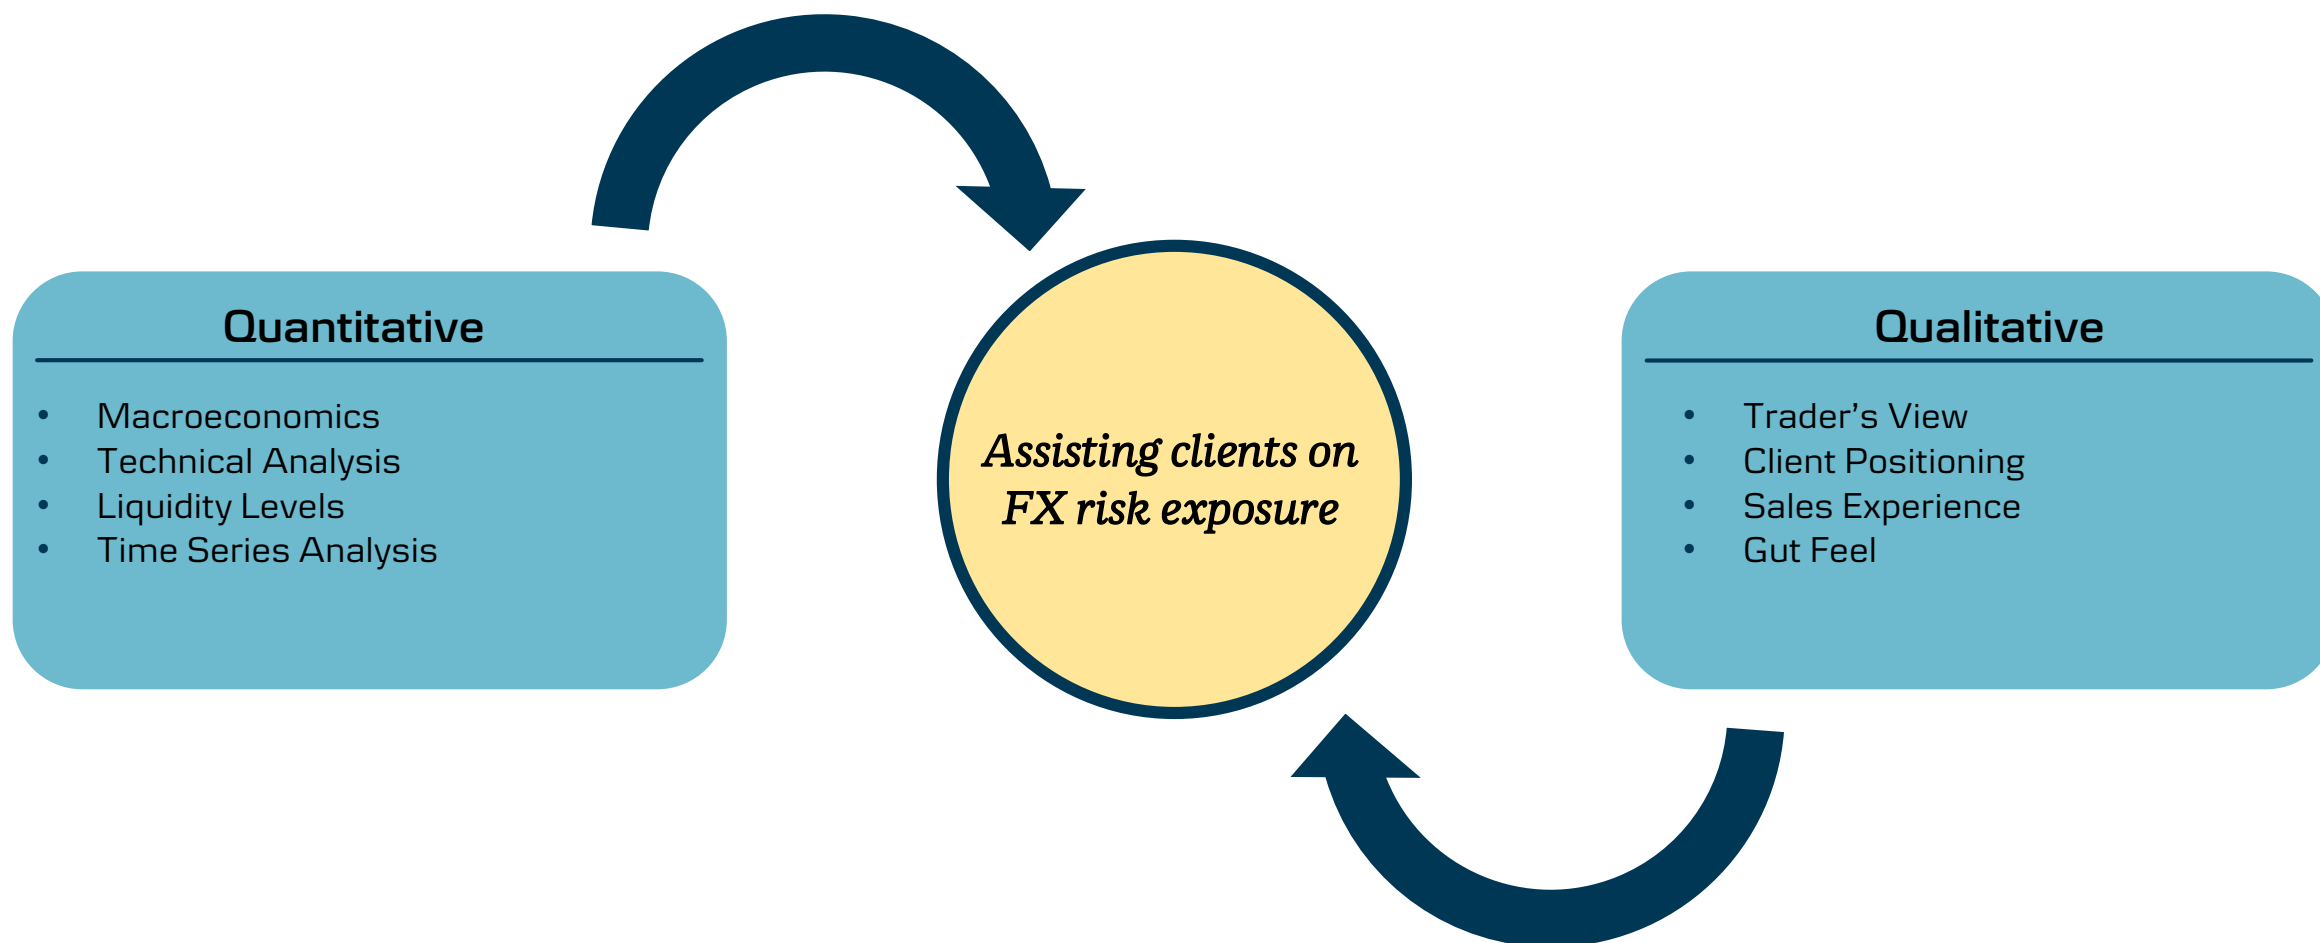 Quantitative
• Macroeconomics
• Technical Analysis
• Liquidity Levels
• Time Series Analysis
Assisting clients on
FX risk exposure
Qualitative
• Trader’s View
• Client Positioning
• Sales Experience
• Gut Feel